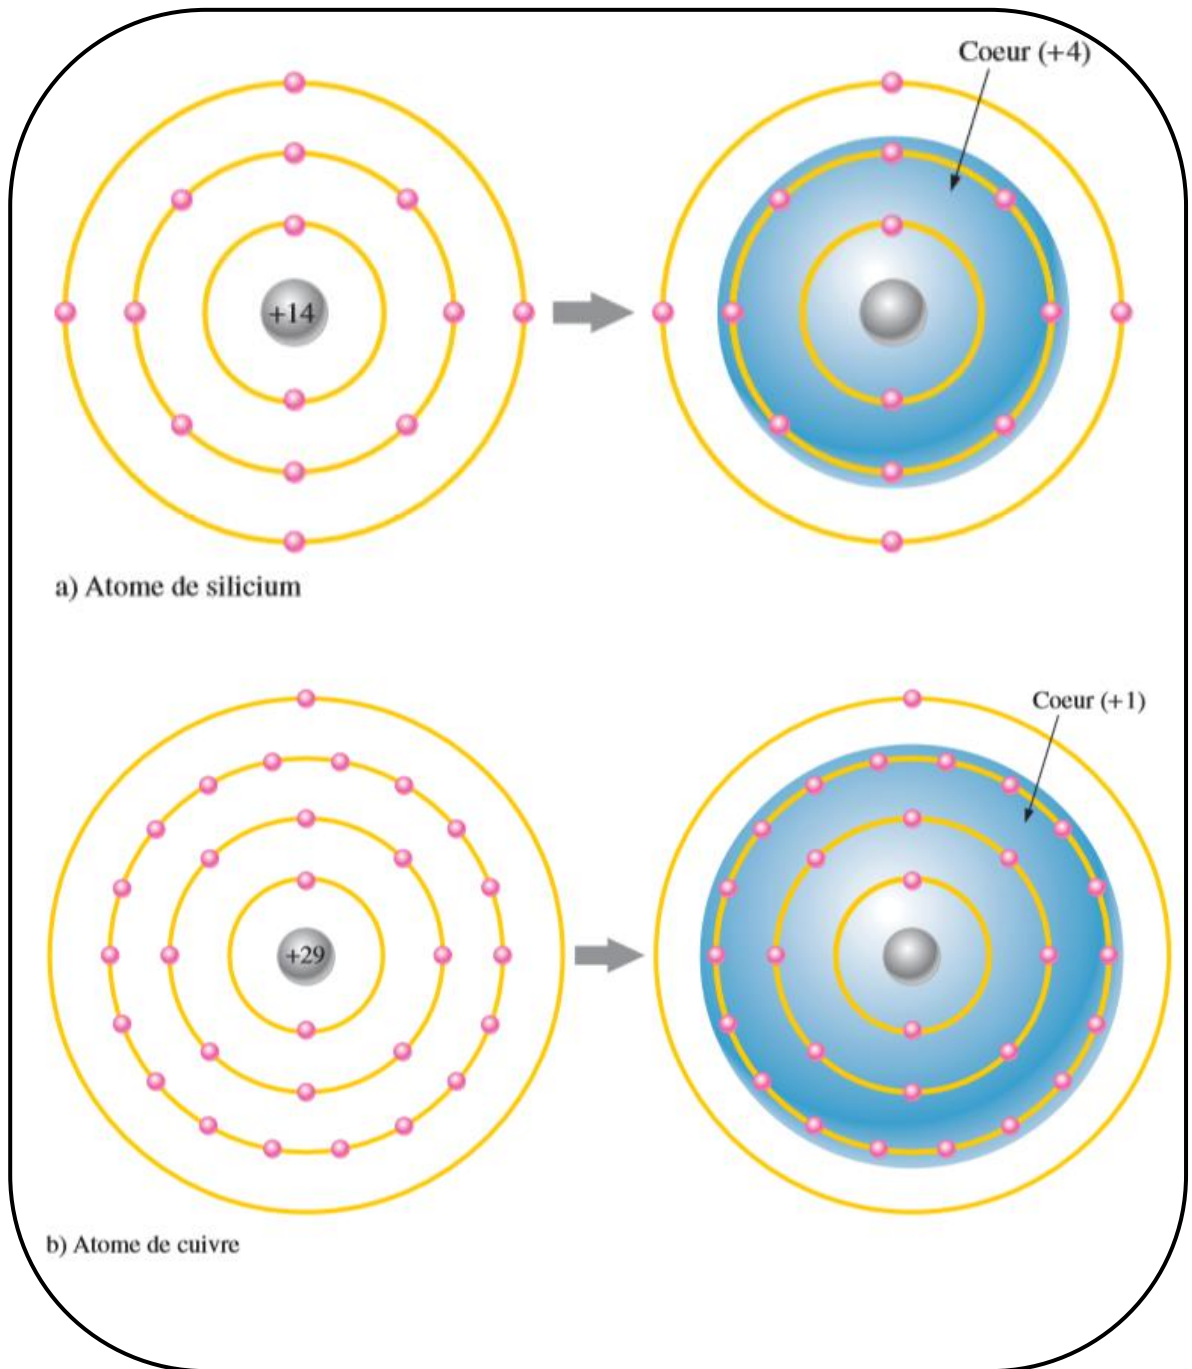 Coeur (+4)
+14
a) Atome de silicium
Coeur (+1)
+29
b) Atome de cuivre